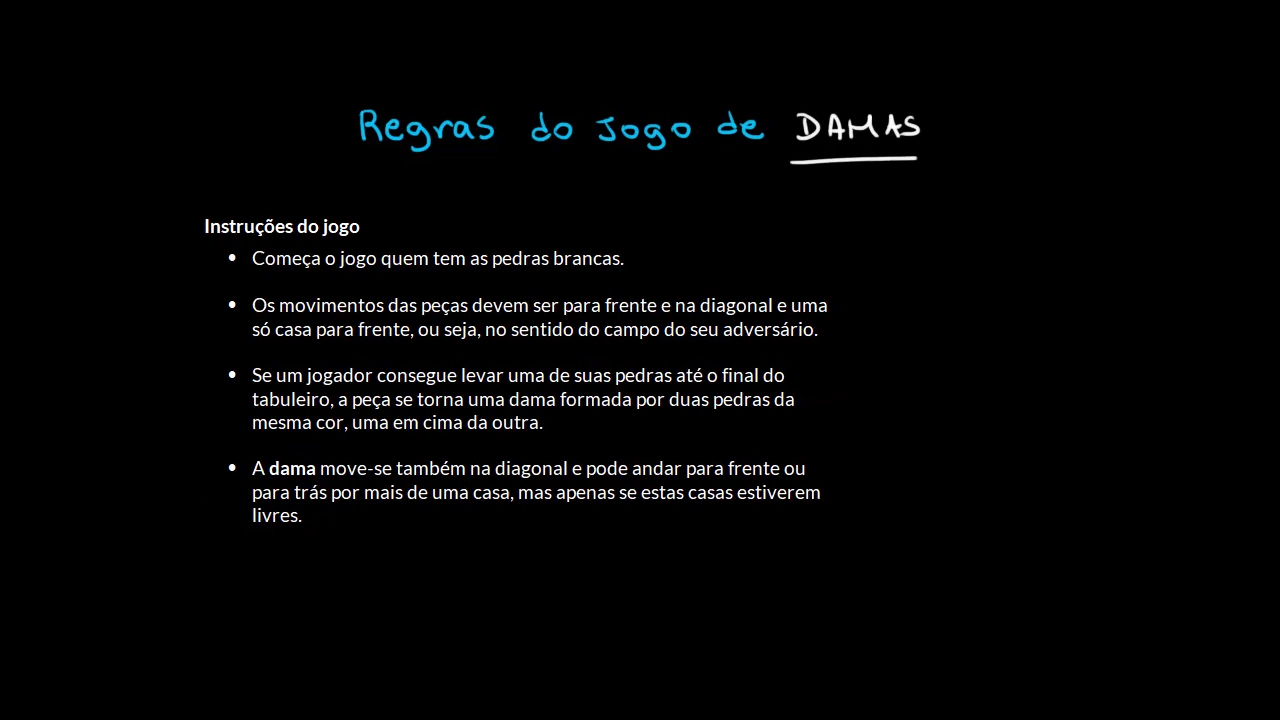 Regras do Jogo de DAMAS
Instruções do jogo
• Começa o jogo quem tem as pedras brancas.
• Os movimentos das peças devem ser para frente e na diagonal e uma
só casa para frente, ou seja, no sentido do campo do seu adversário.
• Se um jogador consegue levar uma de suas pedras até o final do
tabuleiro, a peça se torna uma dama formada por duas pedras da
mesma cor, uma em cima da outra.
• A dama move-se também na diagonal e pode andar para frente ou
para trás por mais de uma casa, mas apenas se estas casas estiverem
livres.